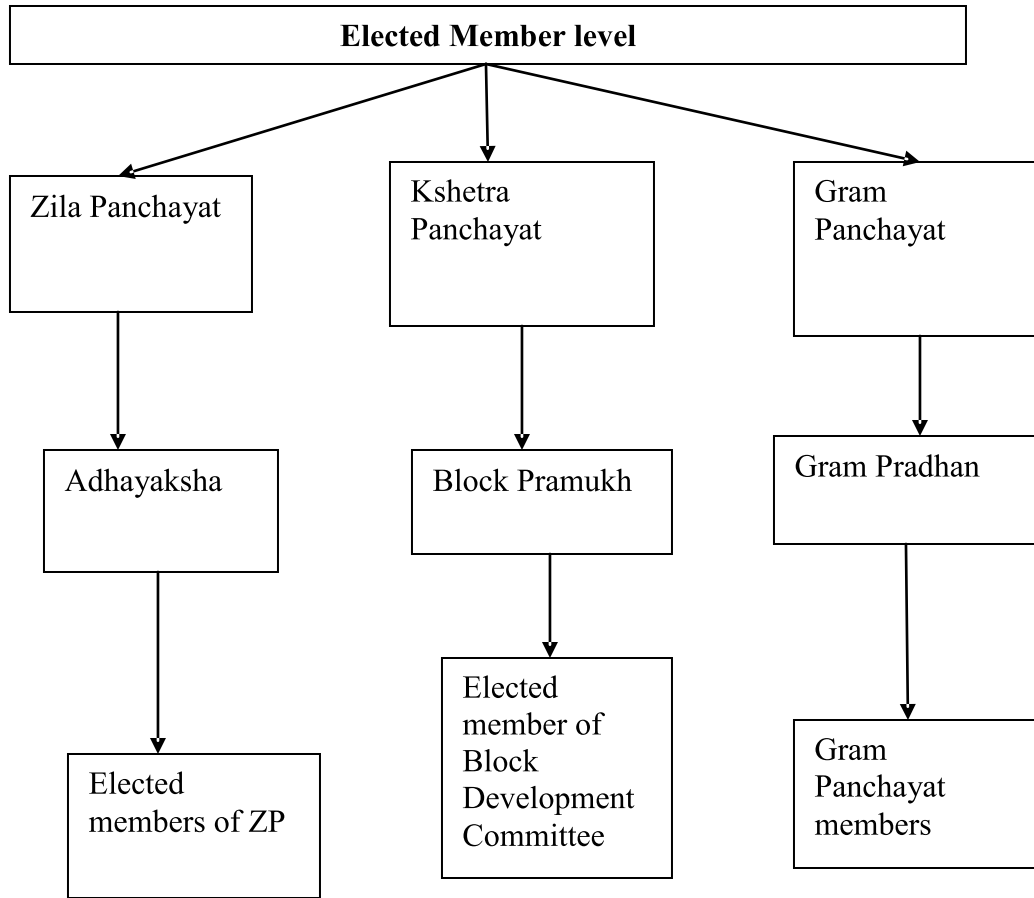 Elected Member level
Zila Panchayat
Kshetra
Panchayat
Gram
Panchayat
Adhayaksha
Block Pramukh
Gram Pradhan
Elected
members of ZP
Elected
member of
Block
Development
Committee
Gram
Panchayat
members